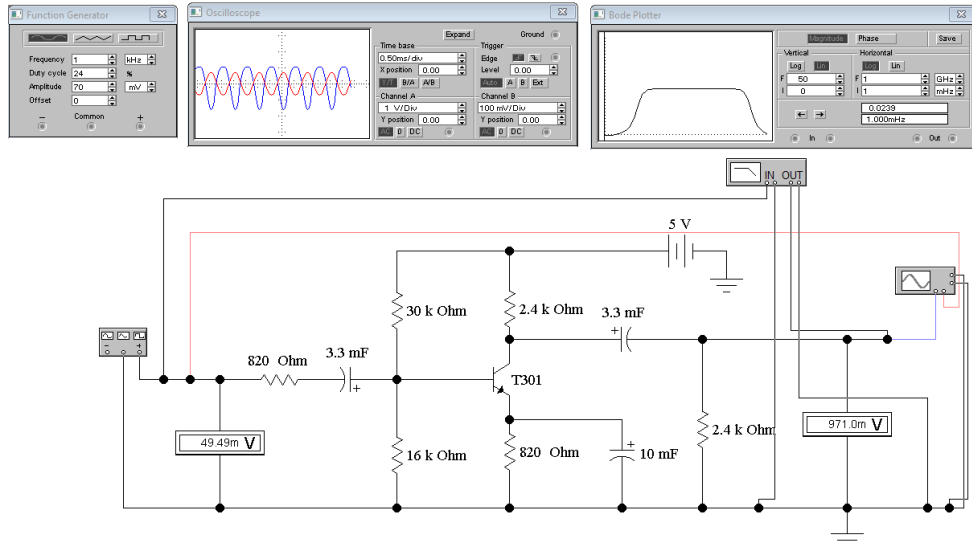 Function Generator
Frequency 1 kHz
Duty cycle 24 %
Amplitude 70 mV
Offset 0
− Common +
Oscilloscope
Expand Ground
Time base
0.50ms/div
X position 0.00
Y/T B/A A/B
Trigger
Edge
Level 0.00
Auto A B Ext
Channel A
1 V/Div
Y position 0.00
AC 0 DC
Channel B
100 mV/Div
Y position 0.00
AC 0 DC
Bode Plotter
Magnitude Phase Save
Vertical Horizontal
Log Lin Log Lin
F 50 F 1 GHz
I 0 I 1 mHz
0.0239
1.000mHz
In Out
IN OUT
5 V
30 k Ohm
2.4 k Ohm
3.3 mF
+
820 Ohm
3.3 mF
+
T301
− +
49.49m V
16 k Ohm
820 Ohm
+
10 mF
2.4 k Ohm
971.0m V